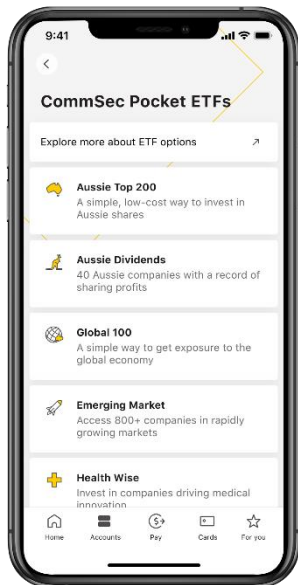 9:41
CommSec Pocket ETFs
Explore more about ETF options
Aussie Top 200
A simple, low-cost way to invest in
Aussie shares
Aussie Dividends
40 Aussie companies with a record of
sharing profits
Global 100
A simple way to get exposure to the
global economy
Emerging Market
Access 800+ companies in rapidly
growing markets
Health Wise
Invest in companies driving medical
innovation
Home Accounts Pay Cards For you